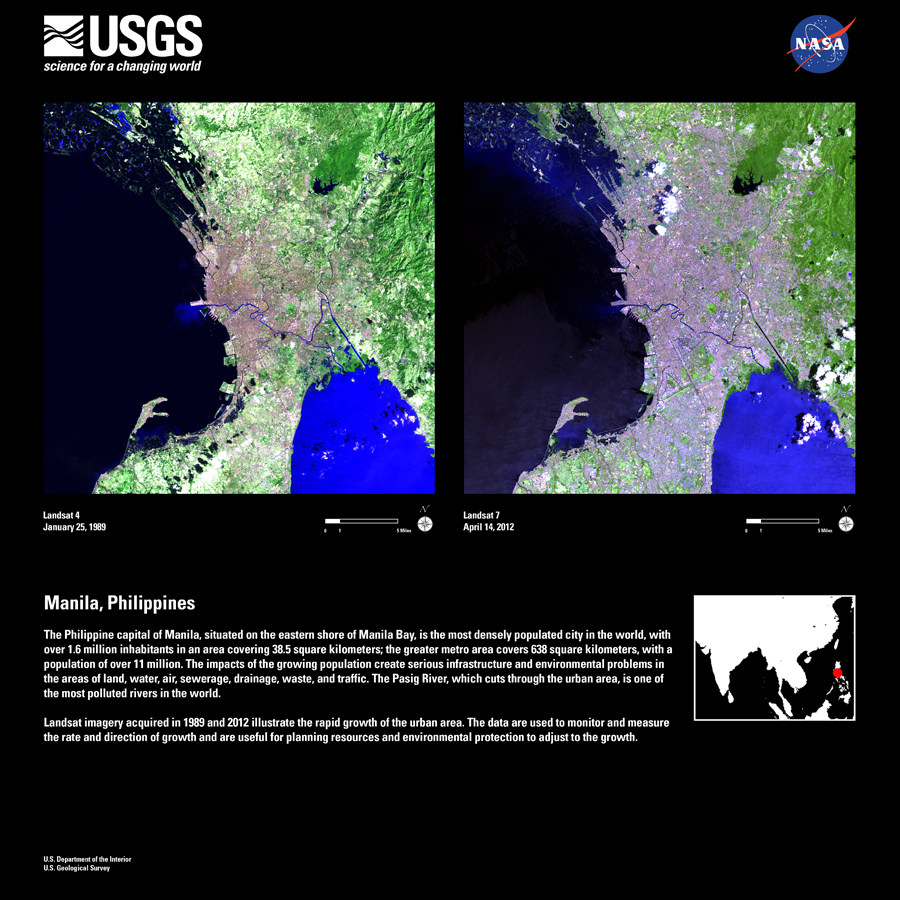 USGS
science for a changing world
NASA
Landsat 4
January 25, 1989
N
0 1 5 Miles
Landsat 7
April 14, 2012
N
0 1 5 Miles
Manila, Philippines
The Philippine capital of Manila, situated on the eastern shore of Manila Bay, is the most densely populated city in the world, with
over 1.6 million inhabitants in an area covering 38.5 square kilometers; the greater metro area covers 638 square kilometers, with a
population of over 11 million. The impacts of the growing population create serious infrastructure and environmental problems in
the areas of land, water, air, sewerage, drainage, waste, and traffic. The Pasig River, which cuts through the urban area, is one of
the most polluted rivers in the world.
Landsat imagery acquired in 1989 and 2012 illustrate the rapid growth of the urban area. The data are used to monitor and measure
the rate and direction of growth and are useful for planning resources and environmental protection to adjust to the growth.
U.S. Department of the Interior
U.S. Geological Survey